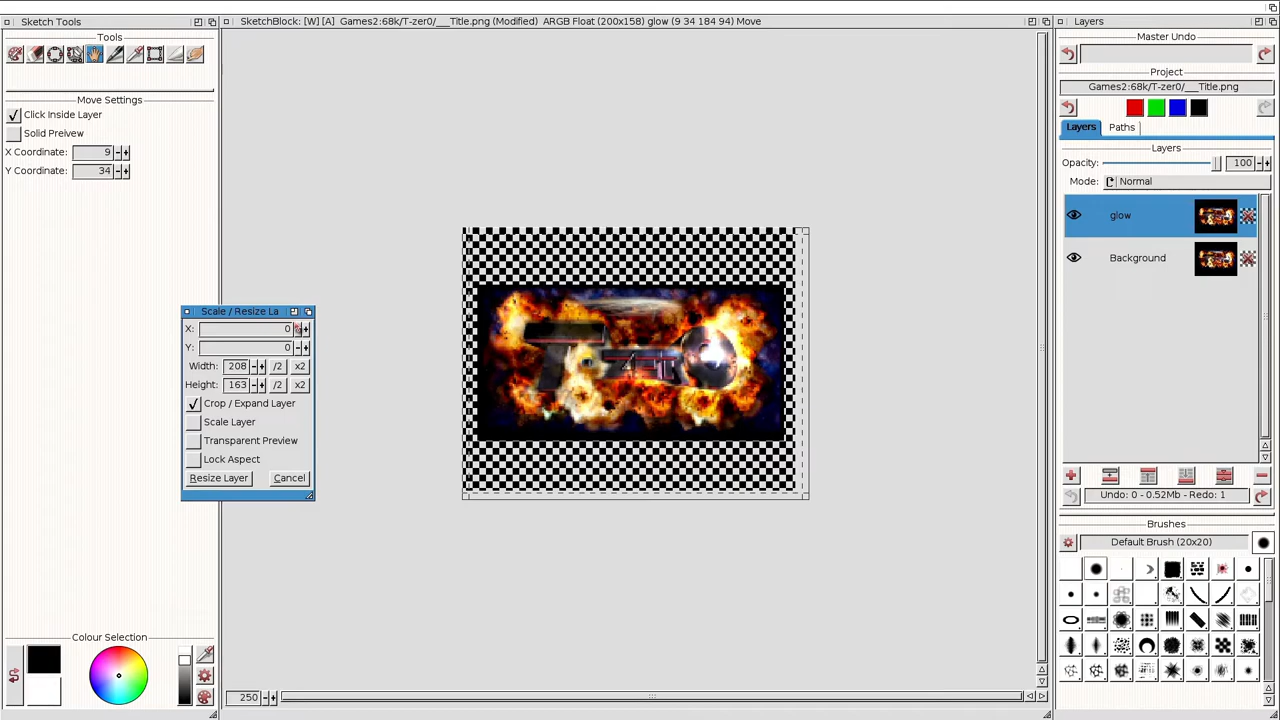 Sketch Tools
SketchBlock: [W] [A] Games2:68k/T-zer0/___Title.png (Modified) ARGB Float (200x158) glow (9 34 184 94) Move
Layers
Tools
Move Settings
Click Inside Layer
Solid Preivew
X Coordinate: 9
Y Coordinate: 34
Scale / Resize La
X: 0
Y: 0
Width: 208 /2 x2
Height: 163 /2 x2
Crop / Expand Layer
Scale Layer
Transparent Preview
Lock Aspect
Resize Layer Cancel
Colour Selection
250
Master Undo
Project
Games2:68k/T-zer0/___Title.png
Layers Paths
Layers
Opacity: 100
Mode: Normal
glow
Background
Undo: 0 - 0.52Mb - Redo: 1
Brushes
Default Brush (20x20)